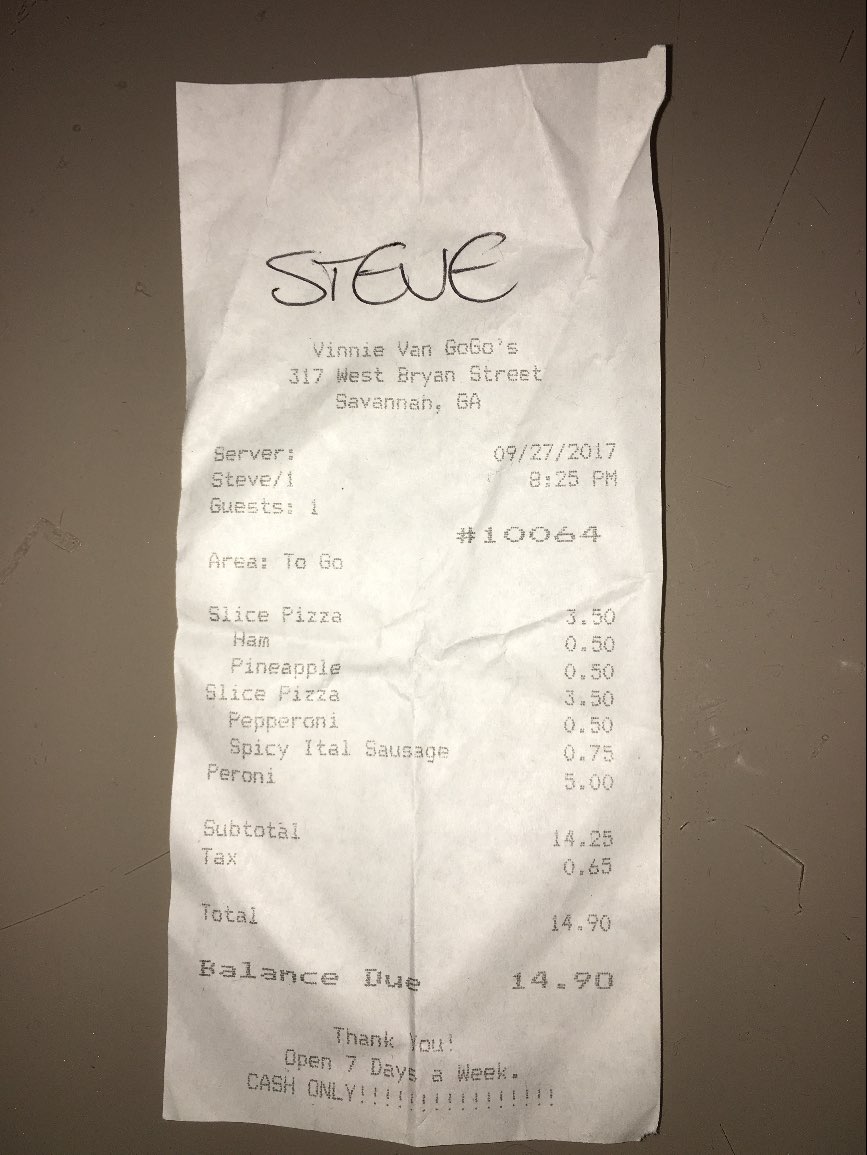 STEVE
Vinnie Van GoGo's
317 West Bryan Street
Savannah, GA
Server: 09/27/2017
Steve/1 8:25 PM
Guests: 1
#10064
Area: To Go
Slice Pizza 3.50
Ham 0.50
Pineapple 0.50
Slice Pizza 3.50
Pepperoni 0.50
Spicy Ital Sausage 0.75
Peroni 5.00
Subtotal 14.25
Tax 0.65
Total 14.90
Balance Due 14.90
Thank You!
Open 7 Days a Week.
CASH ONLY!!!!!!!!!!!!!!!!